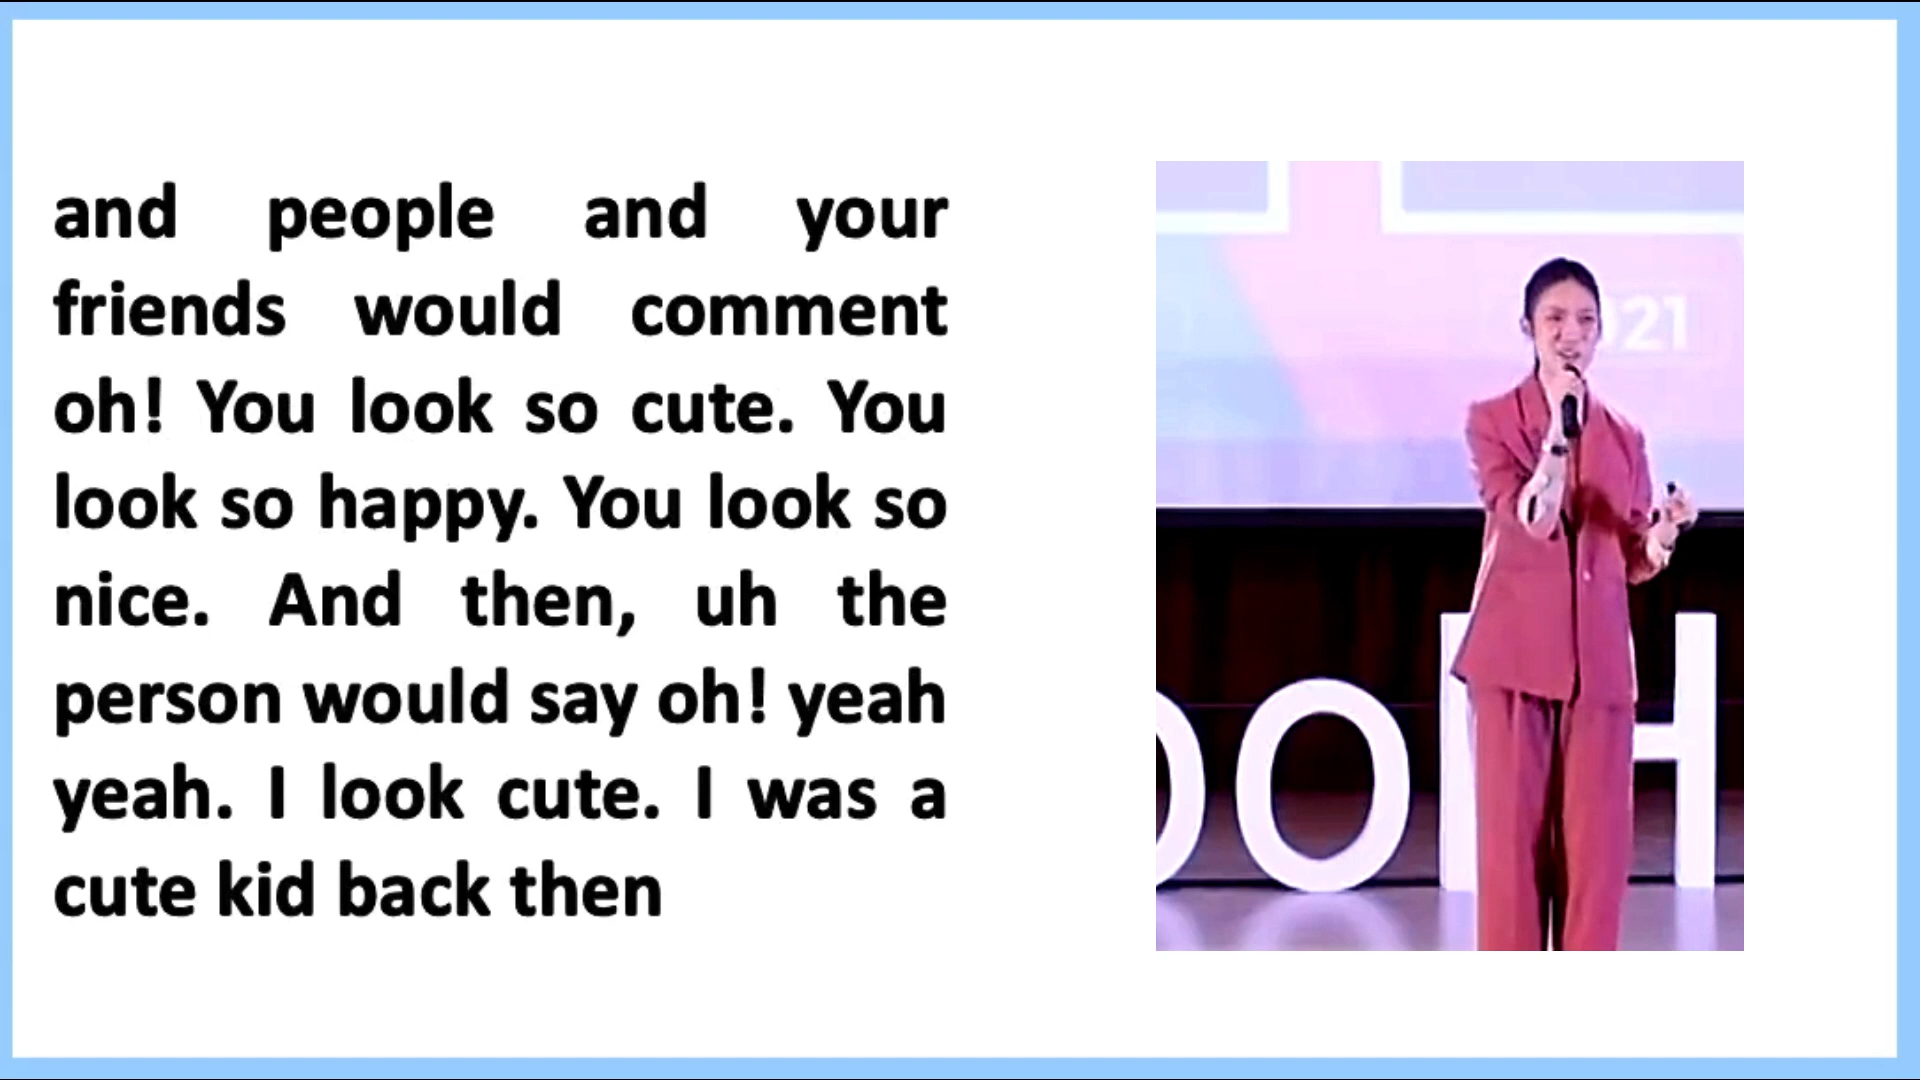 and people and your
friends would comment
oh! You look so cute. You
look so happy. You look so
nice. And then, uh the
person would say oh! yeah
yeah. I look cute. I was a
cute kid back then
21